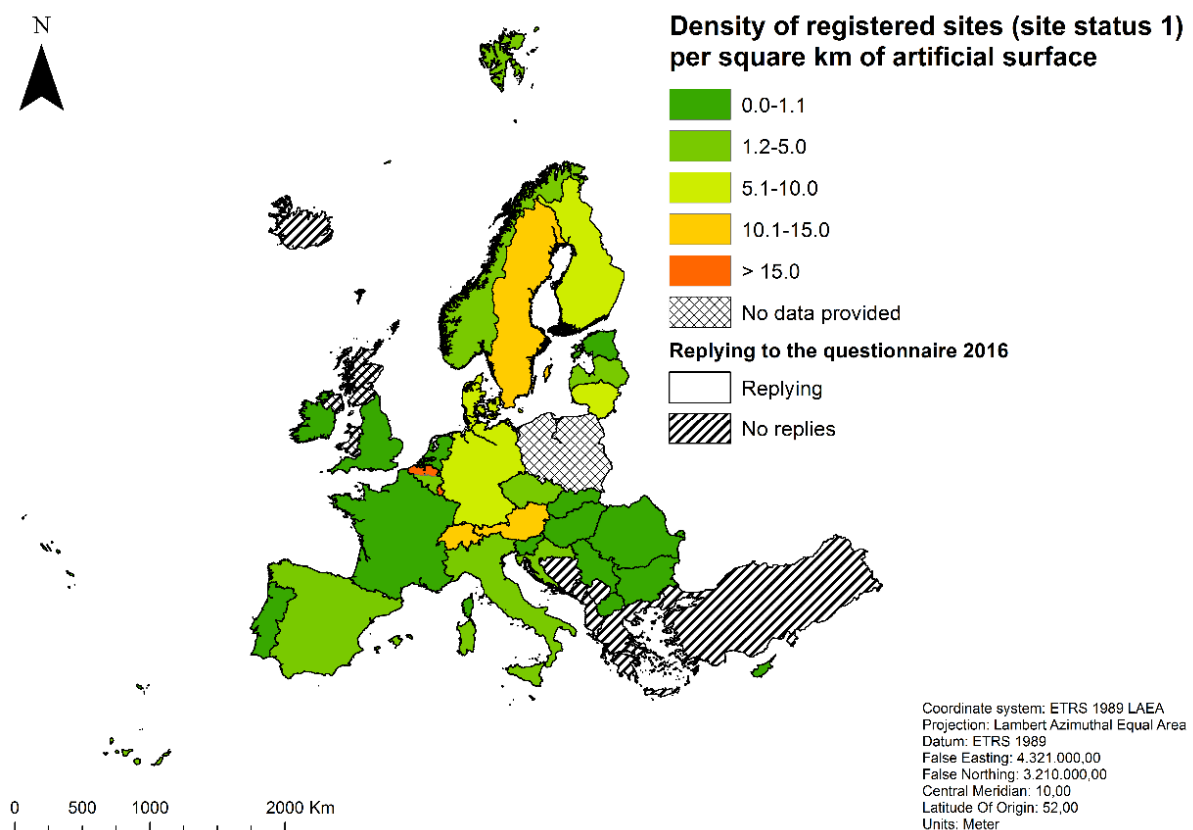 N
Density of registered sites (site status 1)
per square km of artificial surface
0.0-1.1
1.2-5.0
5.1-10.0
10.1-15.0
> 15.0
No data provided
Replying to the questionnaire 2016
Replying
No replies
Coordinate system: ETRS 1989 LAEA
Projection: Lambert Azimuthal Equal Area
Datum: ETRS 1989
False Easting: 4.321.000,00
False Northing: 3.210.000,00
Central Meridian: 10,00
Latitude Of Origin: 52,00
Units: Meter
0 500 1000 2000 Km